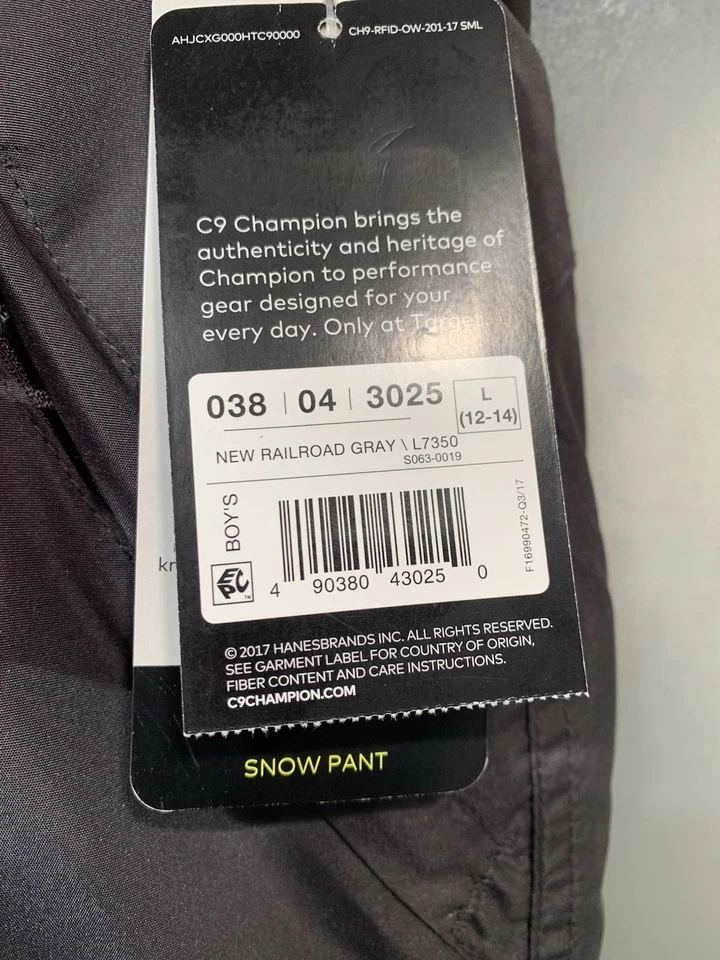 AHJCXG000HTC90000
CH9-RFID-OW-201-17 SML
C9 Champion brings the
authenticity and heritage of
Champion to performance
gear designed for your
every day. Only at Target.
038 | 04 | 3025
L
(12-14)
NEW RAILROAD GRAY \ L7350
S063-0019
BOY'S
EPC
TM
4 90380 43025 0
F16990472-Q3/17
kn
© 2017 HANESBRANDS INC. ALL RIGHTS RESERVED.
SEE GARMENT LABEL FOR COUNTRY OF ORIGIN,
FIBER CONTENT AND CARE INSTRUCTIONS.
C9CHAMPION.COM
SNOW PANT